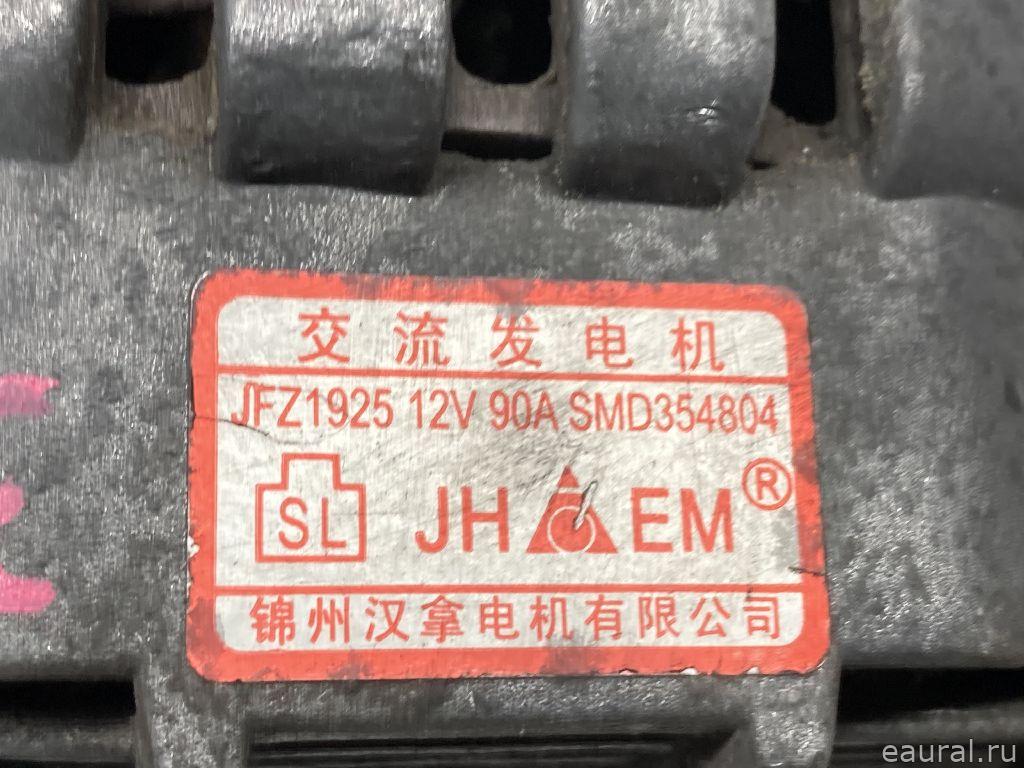 交流发电机
JFZ1925 12V 90A SMD354804
SL JH EM ®
锦州汉拿电机有限公司
eaural.ru